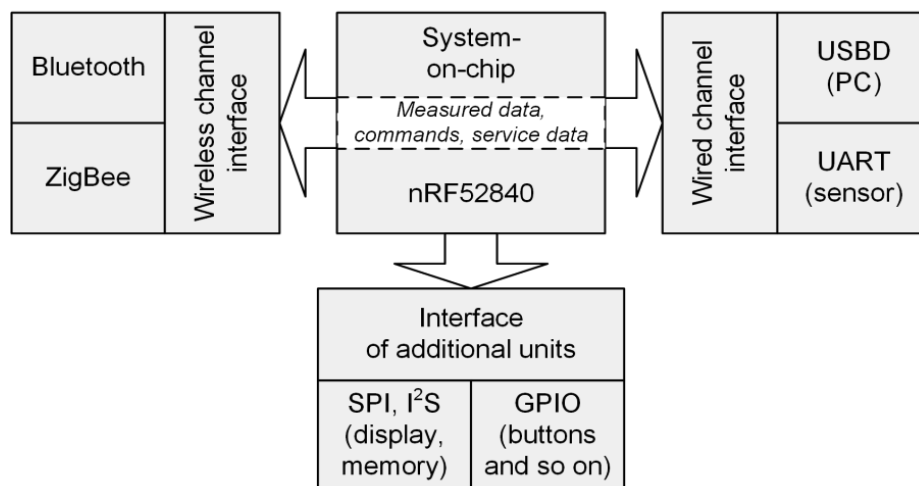 Bluetooth
ZigBee
Wireless channel
interface
System-
on-chip
Measured data,
commands, service data
nRF52840
Wired channel
interface
USBD
(PC)
UART
(sensor)
Interface
of additional units
SPI, I²S
(display,
memory)
GPIO
(buttons
and so on)